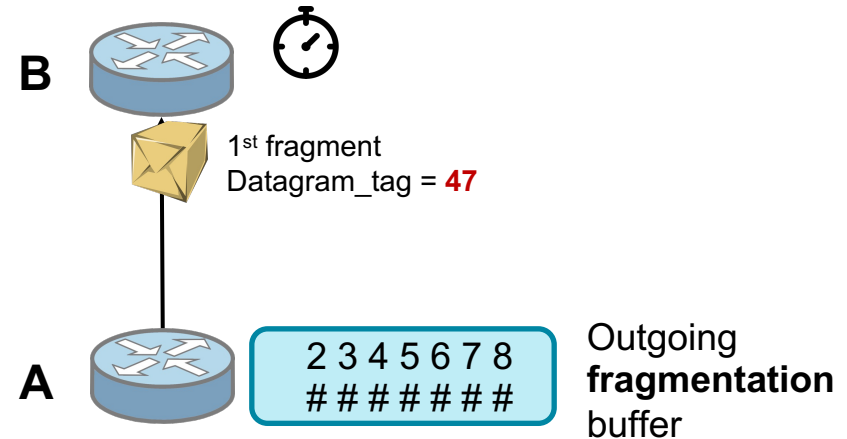 B
1st fragment
Datagram_tag = 47
A
2 3 4 5 6 7 8
# # # # # # #
Outgoing
fragmentation
buffer